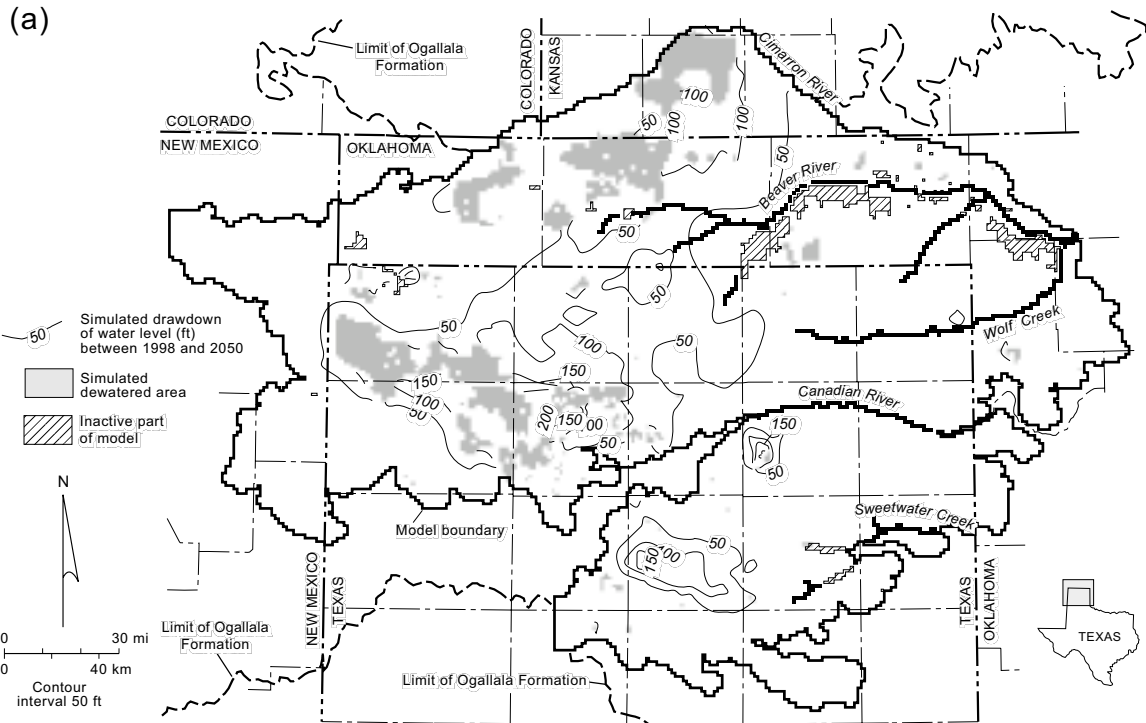 (a)
Limit of Ogallala
Formation
COLORADO
KANSAS
Cimarron River
100
50
100
100
50
COLORADO
NEW MEXICO
OKLAHOMA
Beaver River
50
50
50
Simulated drawdown
of water level (ft)
between 1998 and 2050
50
50
100
50
Wolf Creek
Simulated
dewatered area
150
150
100
50
Canadian River
Inactive part
of model
200
150
00
50
150
50
N
Model boundary
Sweetwater Creek
50
100
150
NEW MEXICO
TEXAS
TEXAS
OKLAHOMA
0
30 mi
0
40 km
Contour
interval 50 ft
Limit of Ogallala
Formation
Limit of Ogallala Formation
TEXAS